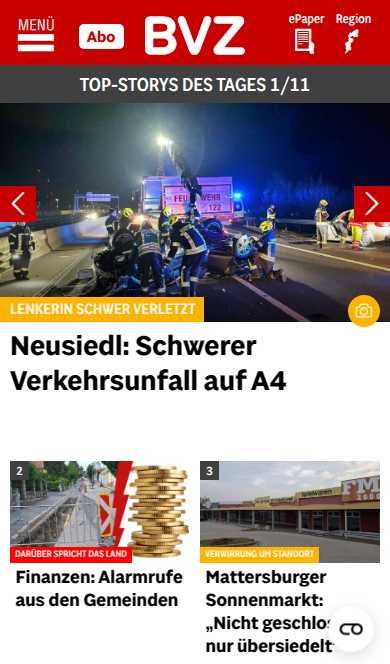 MENÜ
Abo
BVZ
ePaper
Region
TOP-STORYS DES TAGES 1/11
FEUERWEHR
122
LENKERIN SCHWER VERLETZT
Neusiedl: Schwerer
Verkehrsunfall auf A4
2
DARÜBER SPRICHT DAS LAND
Finanzen: Alarmrufe
aus den Gemeinden
3
FM
VERWIRRUNG UM STANDORT
Mattersburger
Sonnenmarkt:
„Nicht geschlos
nur übersiedelt